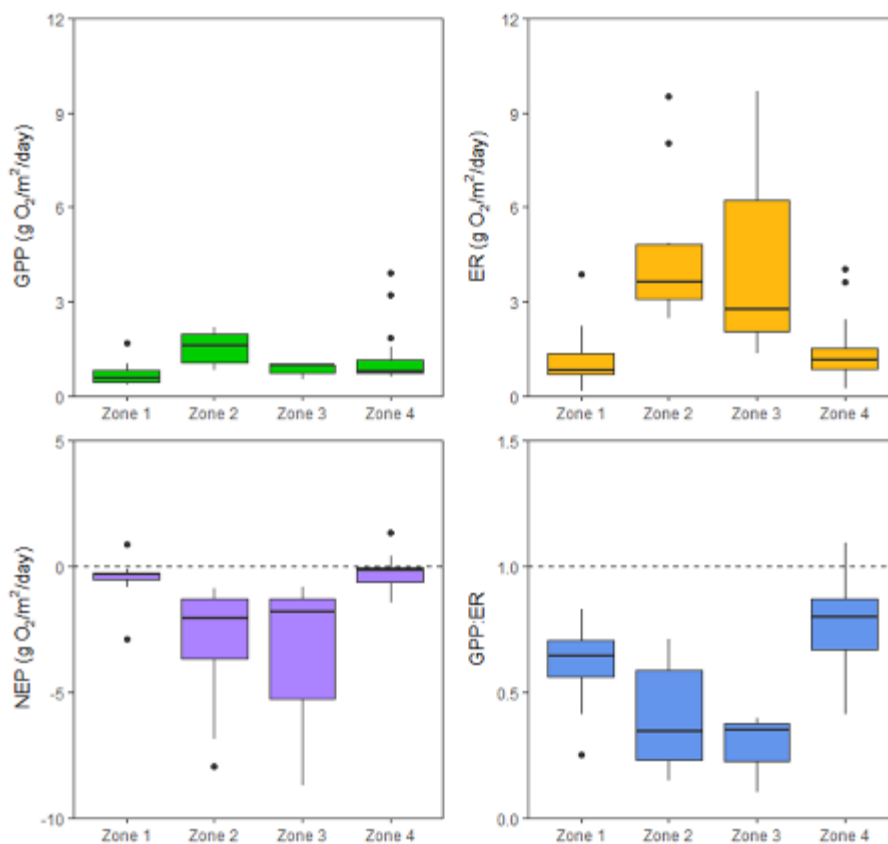 12
9
6
3
0
GPP (g O₂/m²/day)
Zone 1 Zone 2 Zone 3 Zone 4
12
9
6
3
0
ER (g O₂/m²/day)
Zone 1 Zone 2 Zone 3 Zone 4
5
0
-5
-10
NEP (g O₂/m²/day)
Zone 1 Zone 2 Zone 3 Zone 4
1.5
1.0
0.5
0.0
GPP:ER
Zone 1 Zone 2 Zone 3 Zone 4